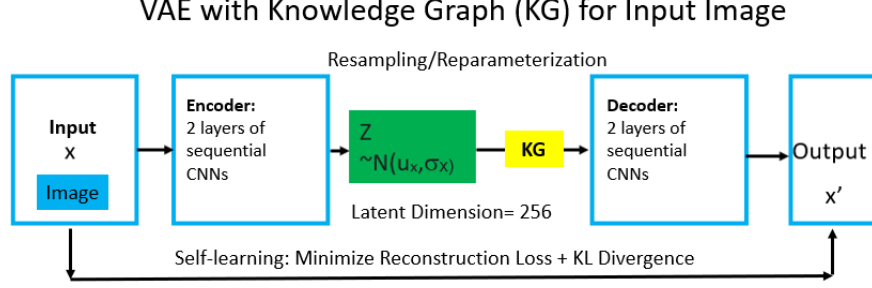 VAE with Knowledge Graph (KG) for Input Image
Resampling/Reparameterization
Input
x
Image
Encoder:
2 layers of
sequential
CNNs
Z
~N(uₓ,σₓ)
KG
Decoder:
2 layers of
sequential
CNNs
Output
x’
Latent Dimension= 256
Self-learning: Minimize Reconstruction Loss + KL Divergence